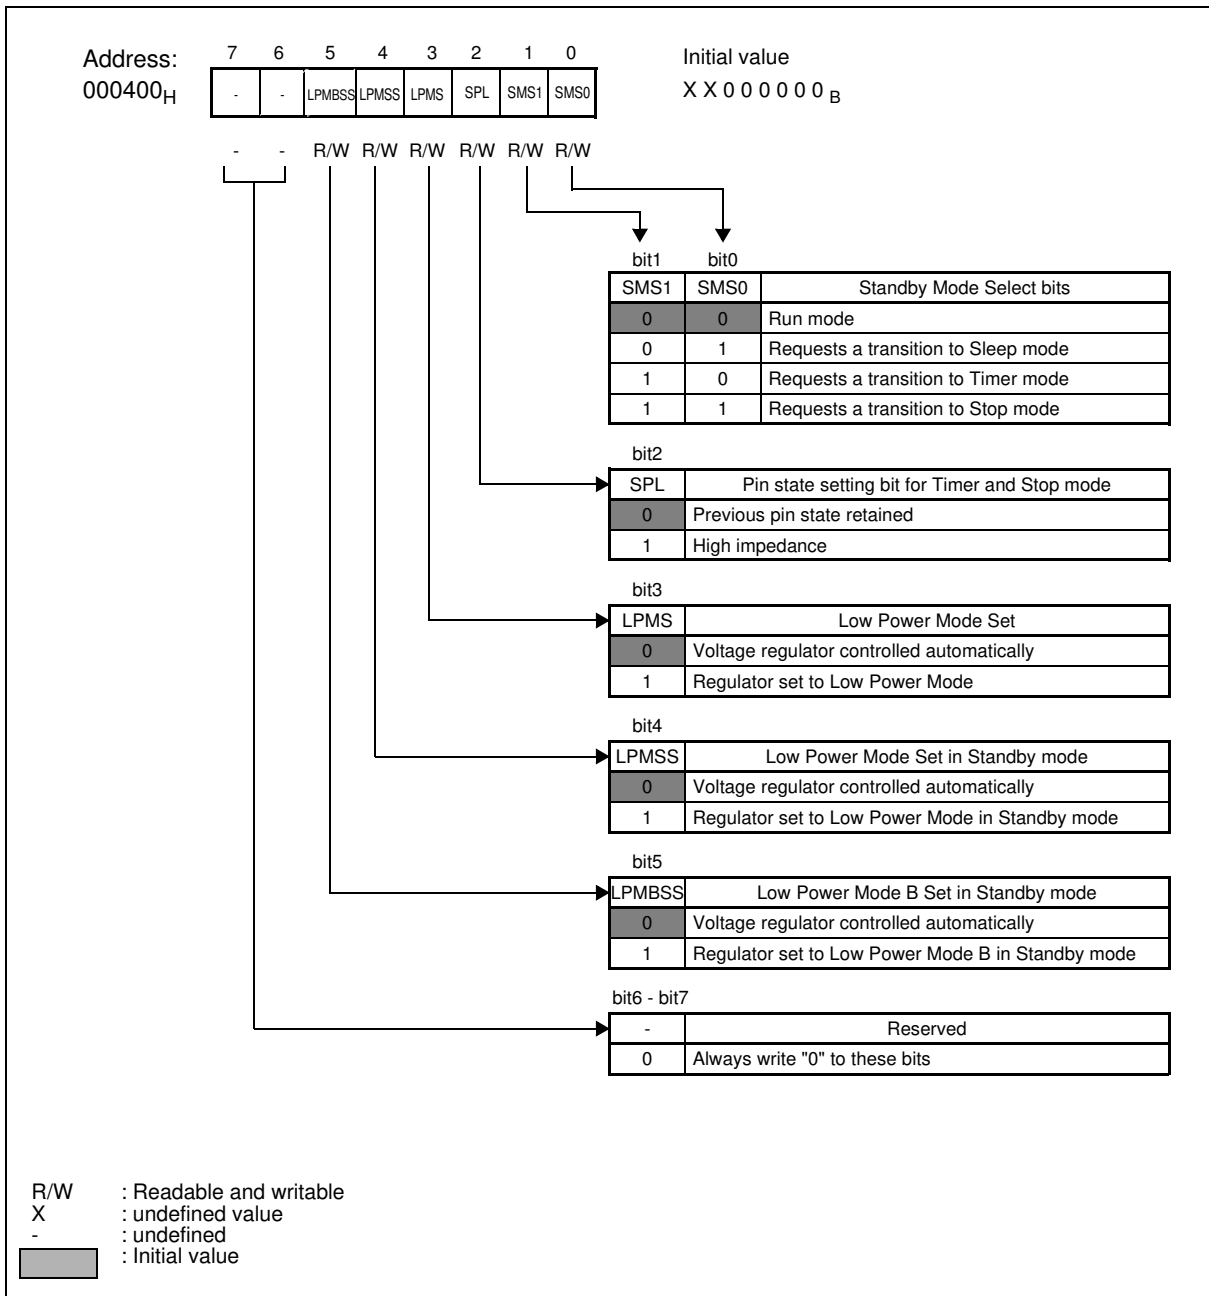 Address: 7 6 5 4 3 2 1 0 Initial value
000400H - - LPMBSS LPMSS LPMS SPL SMS1 SMS0 X X 0 0 0 0 0 0 B
- - R/W R/W R/W R/W R/W R/W
bit1 bit0
SMS1 SMS0 Standby Mode Select bits
0 0 Run mode
0 1 Requests a transition to Sleep mode
1 0 Requests a transition to Timer mode
1 1 Requests a transition to Stop mode
bit2
SPL Pin state setting bit for Timer and Stop mode
0 Previous pin state retained
1 High impedance
bit3
LPMS Low Power Mode Set
0 Voltage regulator controlled automatically
1 Regulator set to Low Power Mode
bit4
LPMSS Low Power Mode Set in Standby mode
0 Voltage regulator controlled automatically
1 Regulator set to Low Power Mode in Standby mode
bit5
LPMBSS Low Power Mode B Set in Standby mode
0 Voltage regulator controlled automatically
1 Regulator set to Low Power Mode B in Standby mode
bit6 - bit7
- Reserved
0 Always write "0" to these bits
R/W : Readable and writable
X : undefined value
- : undefined
: Initial value